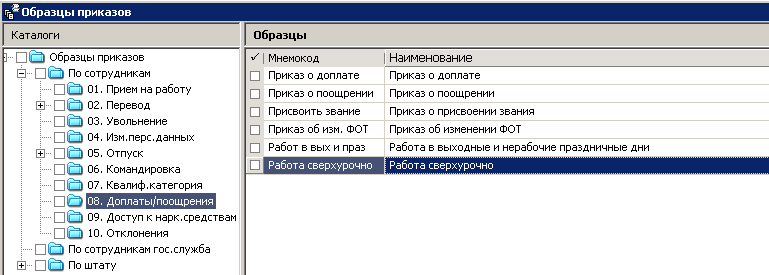 Образцы приказов
Каталоги
Образцы приказов
По сотрудникам
01. Прием на работу
02. Перевод
03. Увольнение
04. Изм.перс.данных
05. Отпуск
06. Командировка
07. Квалиф.категория
08. Доплаты/поощрения
09. Доступ к нарк.средствам
10. Отклонения
По сотрудникам гос.служба
По штату
Образцы
Мнемокод Наименование
Приказ о доплате Приказ о доплате
Приказ о поощрении Приказ о поощрении
Присвоить звание Приказ о присвоении звания
Приказ об изм. ФОТ Приказ об изменении ФОТ
Работ в вых и праз Работа в выходные и нерабочие праздничные дни
Работа сверхурочно Работа сверхурочно